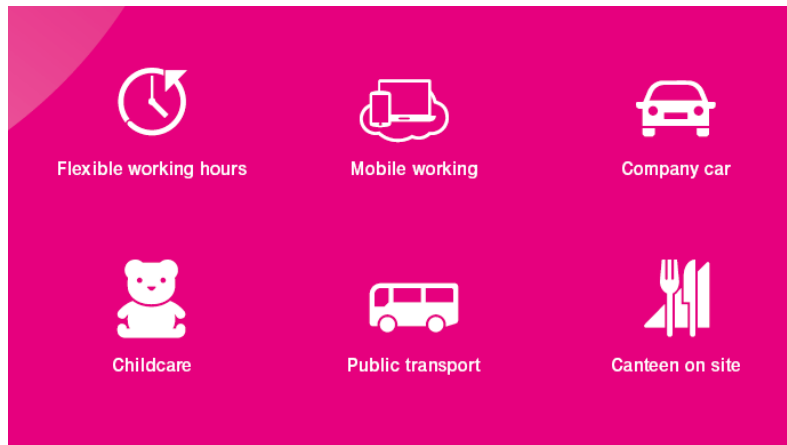 Flexible working hours
Mobile working
Company car
Childcare
Public transport
Canteen on site